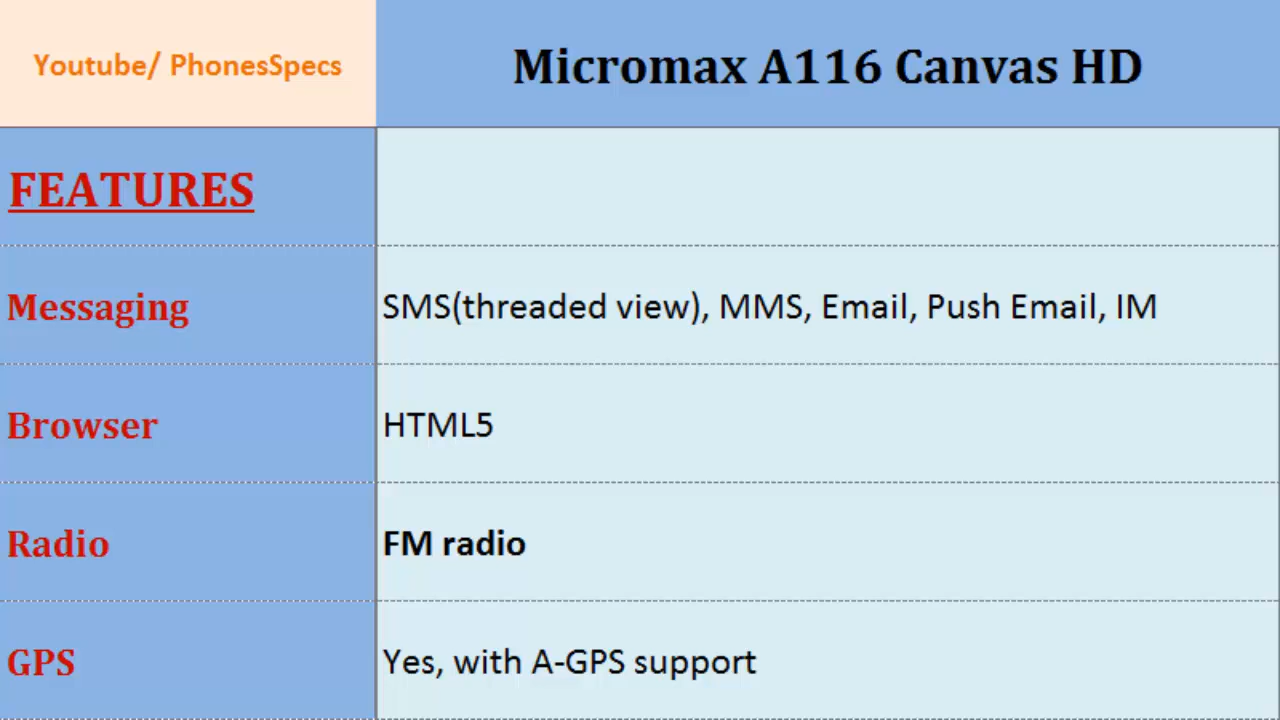 Youtube/ PhonesSpecs
Micromax A116 Canvas HD
FEATURES
Messaging
SMS(threaded view), MMS, Email, Push Email, IM
Browser
HTML5
Radio
FM radio
GPS
Yes, with A-GPS support